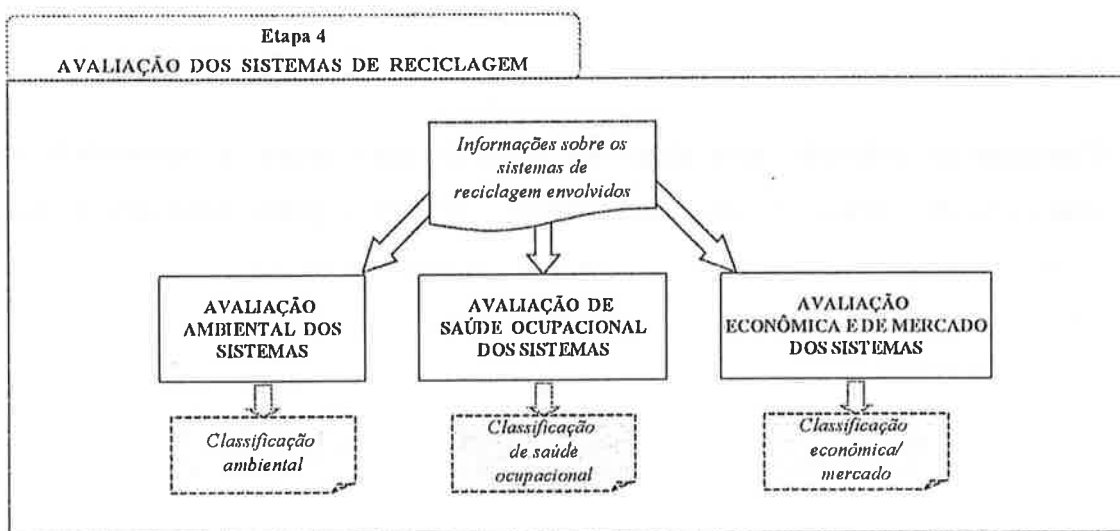 Etapa 4
AVALIAÇÃO DOS SISTEMAS DE RECICLAGEM
Informações sobre os
sistemas de
reciclagem envolvidos
AVALIAÇÃO
AMBIENTAL DOS
SISTEMAS
AVALIAÇÃO DE
SAÚDE OCUPACIONAL
DOS SISTEMAS
AVALIAÇÃO
ECONÔMICA E DE MERCADO
DOS SISTEMAS
Classificação
ambiental
Classificação
de saúde
ocupacional
Classificação
econômica/
mercado